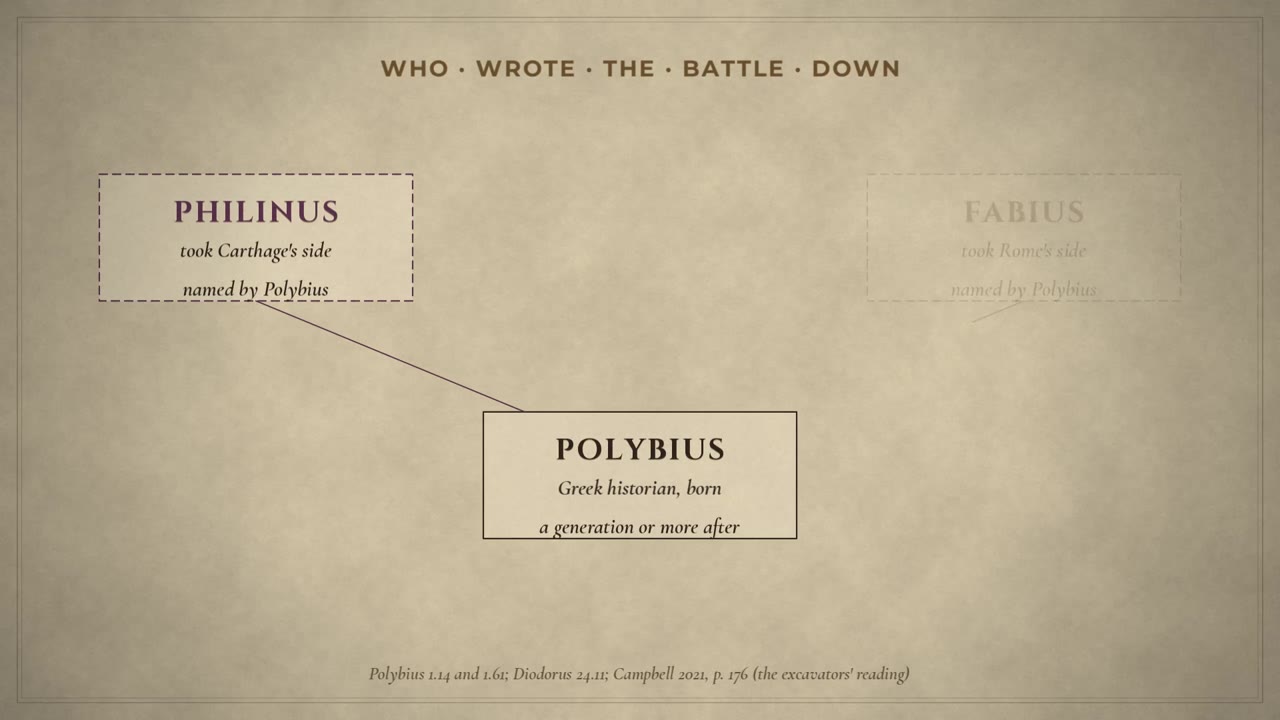 WHO · WROTE · THE · BATTLE · DOWN
PHILINUS
took Carthage's side
named by Polybius
FABIUS
took Rome's side
named by Polybius
POLYBIUS
Greek historian, born
a generation or more after
Polybius 1.14 and 1.61; Diodorus 24.11; Campbell 2021, p. 176 (the excavators' reading)